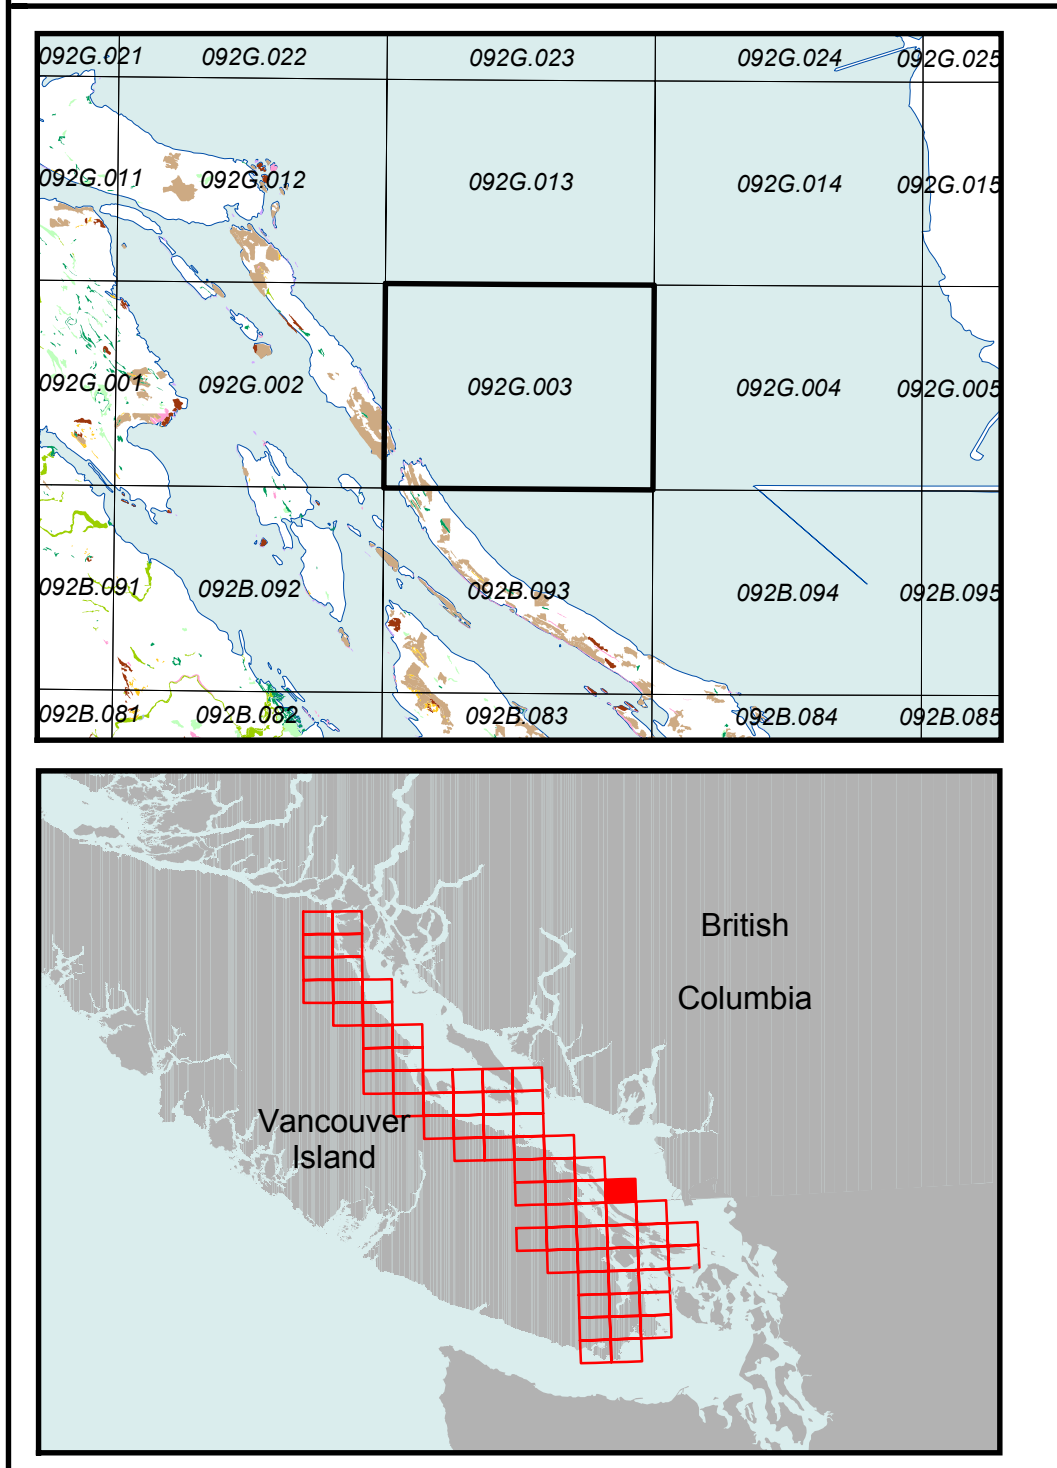 092G.021 092G.022 092G.023 092G.024 092G.025
092G.011 092G.012 092G.013 092G.014 092G.015
092G.001 092G.002 092G.003 092G.004 092G.005
092B.091 092B.092 092B.093 092B.094 092B.095
092B.081 092B.082 092B.083 092B.084 092B.085
British
Columbia
Vancouver
Island